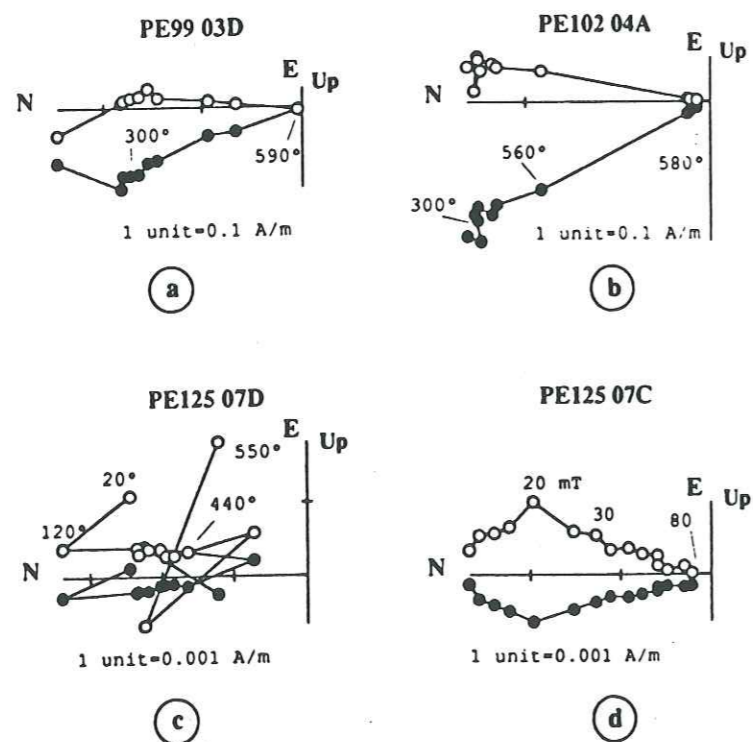 PE99 03D
E
Up
N
300°
590°
1 unit=0.1 A/m
a
PE102 04A
E
Up
N
560°
580°
300°
1 unit=0.1 A/m
b
PE125 07D
E
Up
550°
20°
440°
120°
N
1 unit=0.001 A/m
c
PE125 07C
E
Up
20 mT
30
80
N
1 unit=0.001 A/m
d